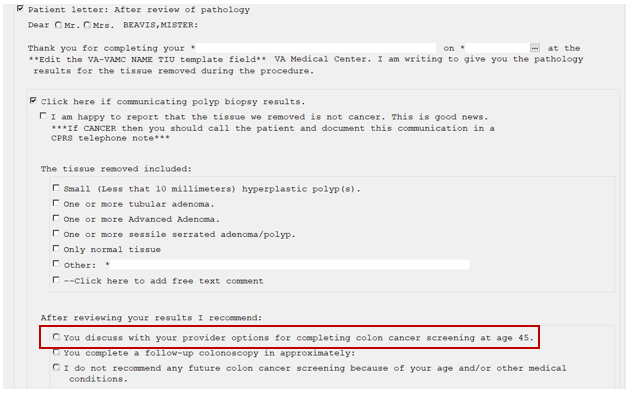 Patient letter: After review of pathology
Dear Mr. Mrs. BEAVIS,MISTER:
Thank you for completing your * on * ... at the
**Edit the VA-VAMC NAME TIU template field** VA Medical Center. I am writing to give you the pathology
results for the tissue removed during the procedure.
Click here if communicating polyp biopsy results.
I am happy to report that the tissue we removed is not cancer. This is good news.
***If CANCER then you should call the patient and document this communication in a
CPRS telephone note***
The tissue removed included:
Small (Less that 10 millimeters) hyperplastic polyp(s).
One or more tubular adenoma.
One or more Advanced Adenoma.
One or more sessile serrated adenoma/polyp.
Only normal tissue
Other: *
--Click here to add free text comment
After reviewing your results I recommend:
You discuss with your provider options for completing colon cancer screening at age 45.
You complete a follow-up colonoscopy in approximately:
I do not recommend any future colon cancer screening because of your age and/or other medical
conditions.